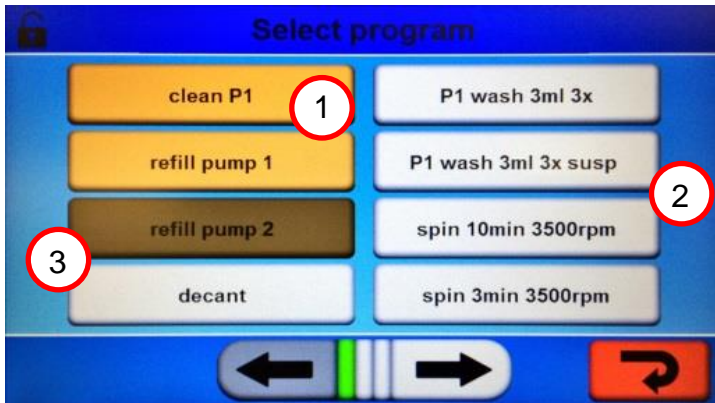 Select program
clean P1
1
P1 wash 3ml 3x
refill pump 1
P1 wash 3ml 3x susp
2
refill pump 2
spin 10min 3500rpm
3
decant
spin 3min 3500rpm